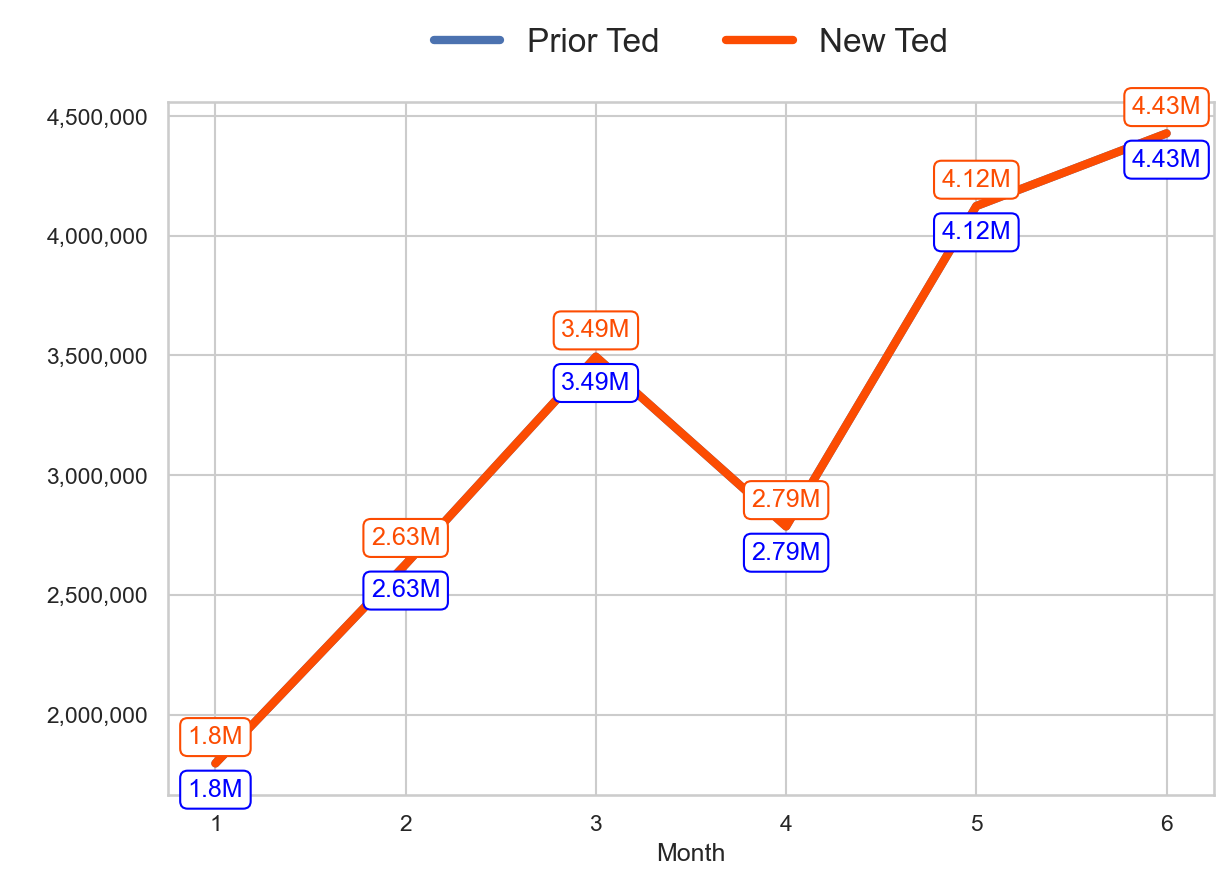 Prior Ted New Ted
4,500,000
4,000,000
3,500,000
3,000,000
2,500,000
2,000,000
4.43M
4.43M
4.12M
4.12M
3.49M
3.49M
2.79M
2.79M
2.63M
2.63M
1.8M
1.8M
1 2 3 4 5 6
Month